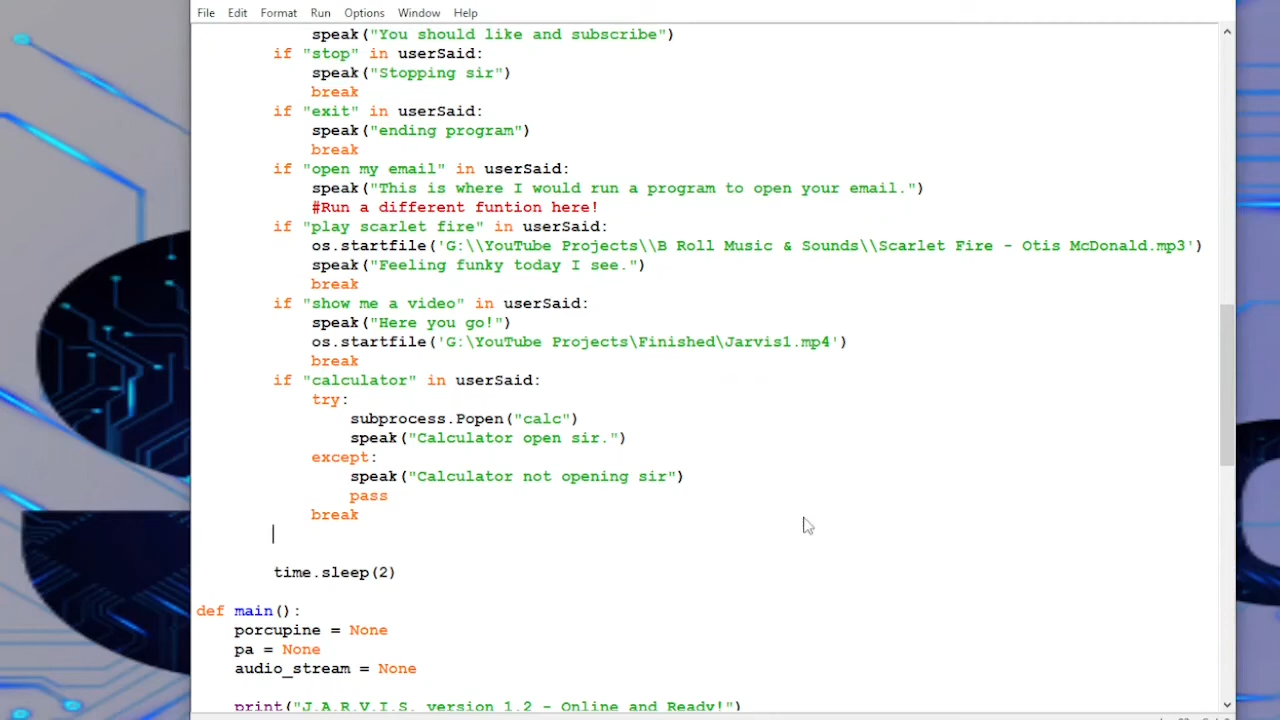 File Edit Format Run Options Window Help
speak("You should like and subscribe")
if "stop" in userSaid:
speak("Stopping sir")
break
if "exit" in userSaid:
speak("ending program")
break
if "open my email" in userSaid:
speak("This is where I would run a program to open your email.")
#Run a different funtion here!
if "play scarlet fire" in userSaid:
os.startfile('G:\\YouTube Projects\\B Roll Music & Sounds\\Scarlet Fire - Otis McDonald.mp3')
speak("Feeling funky today I see.")
break
if "show me a video" in userSaid:
speak("Here you go!")
os.startfile('G:\YouTube Projects\Finished\Jarvis1.mp4')
break
if "calculator" in userSaid:
try:
subprocess.Popen("calc")
speak("Calculator open sir.")
except:
speak("Calculator not opening sir")
pass
break
time.sleep(2)
def main():
porcupine = None
pa = None
audio_stream = None
print("J.A.R.V.I.S. version 1.2 - Online and Ready!")